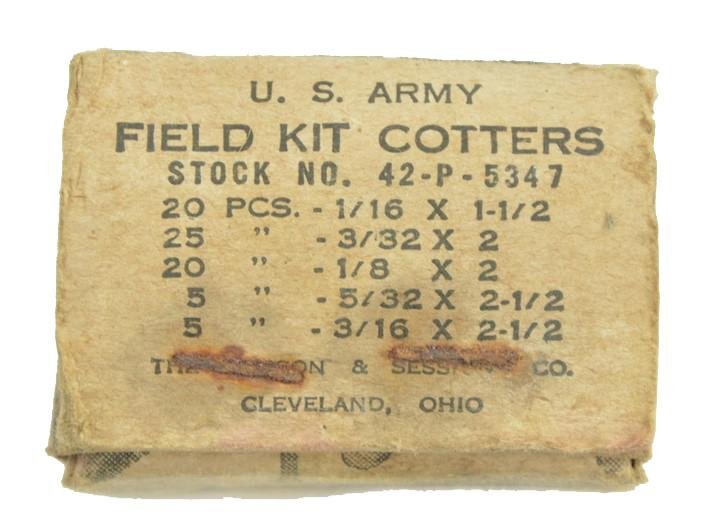 U. S. ARMY
FIELD KIT COTTERS
STOCK NO. 42-P-5347
20 PCS. - 1/16 X 1-1/2
25 " - 3/32 X 2
20 " - 1/8 X 2
5 " - 5/32 X 2-1/2
5 " - 3/16 X 2-1/2
& CO.
CLEVELAND, OHIO